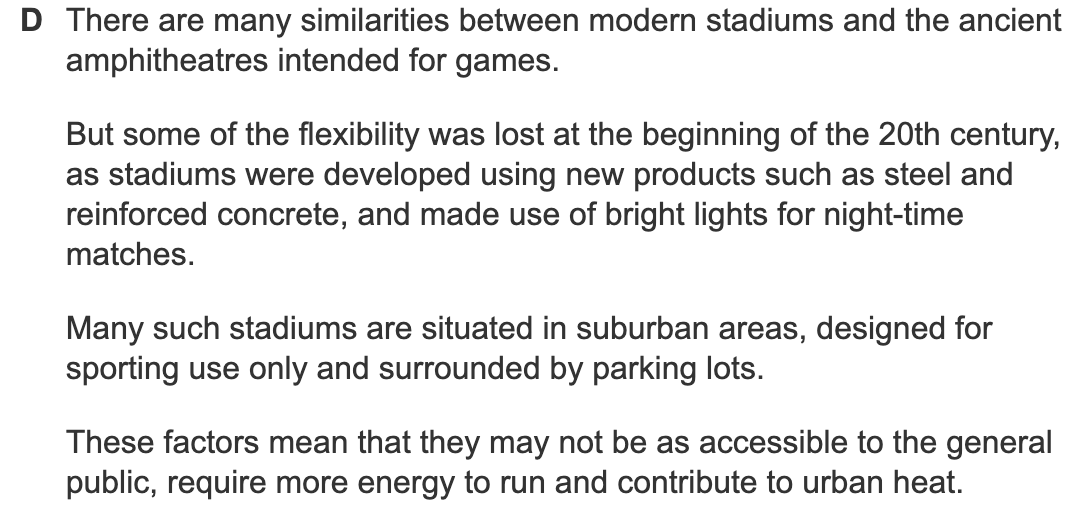 D There are many similarities between modern stadiums and the ancient
amphitheatres intended for games.
But some of the flexibility was lost at the beginning of the 20th century,
as stadiums were developed using new products such as steel and
reinforced concrete, and made use of bright lights for night-time
matches.
Many such stadiums are situated in suburban areas, designed for
sporting use only and surrounded by parking lots.
These factors mean that they may not be as accessible to the general
public, require more energy to run and contribute to urban heat.